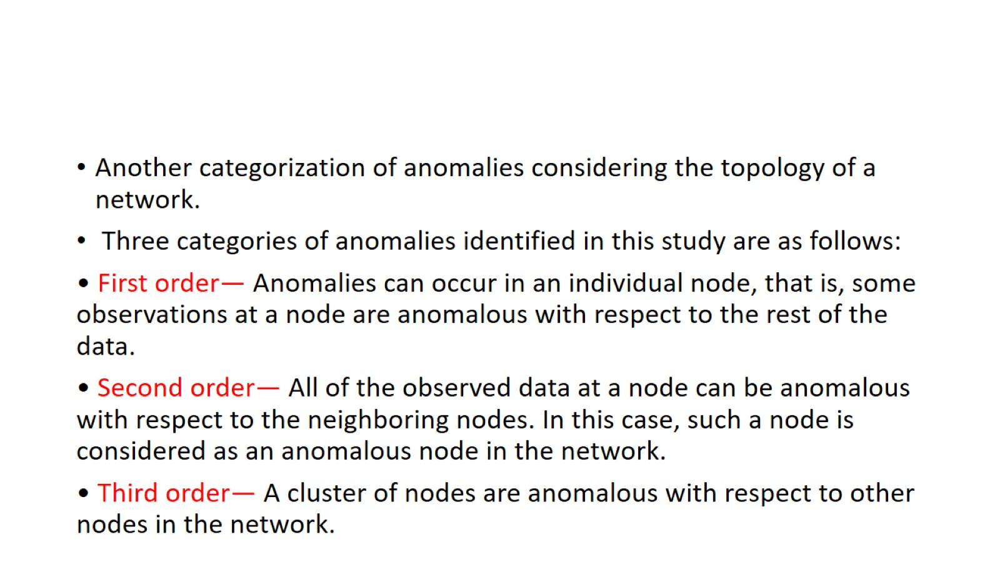 • Another categorization of anomalies considering the topology of a
network.
• Three categories of anomalies identified in this study are as follows:
• First order— Anomalies can occur in an individual node, that is, some
observations at a node are anomalous with respect to the rest of the
data.
• Second order— All of the observed data at a node can be anomalous
with respect to the neighboring nodes. In this case, such a node is
considered as an anomalous node in the network.
• Third order— A cluster of nodes are anomalous with respect to other
nodes in the network.